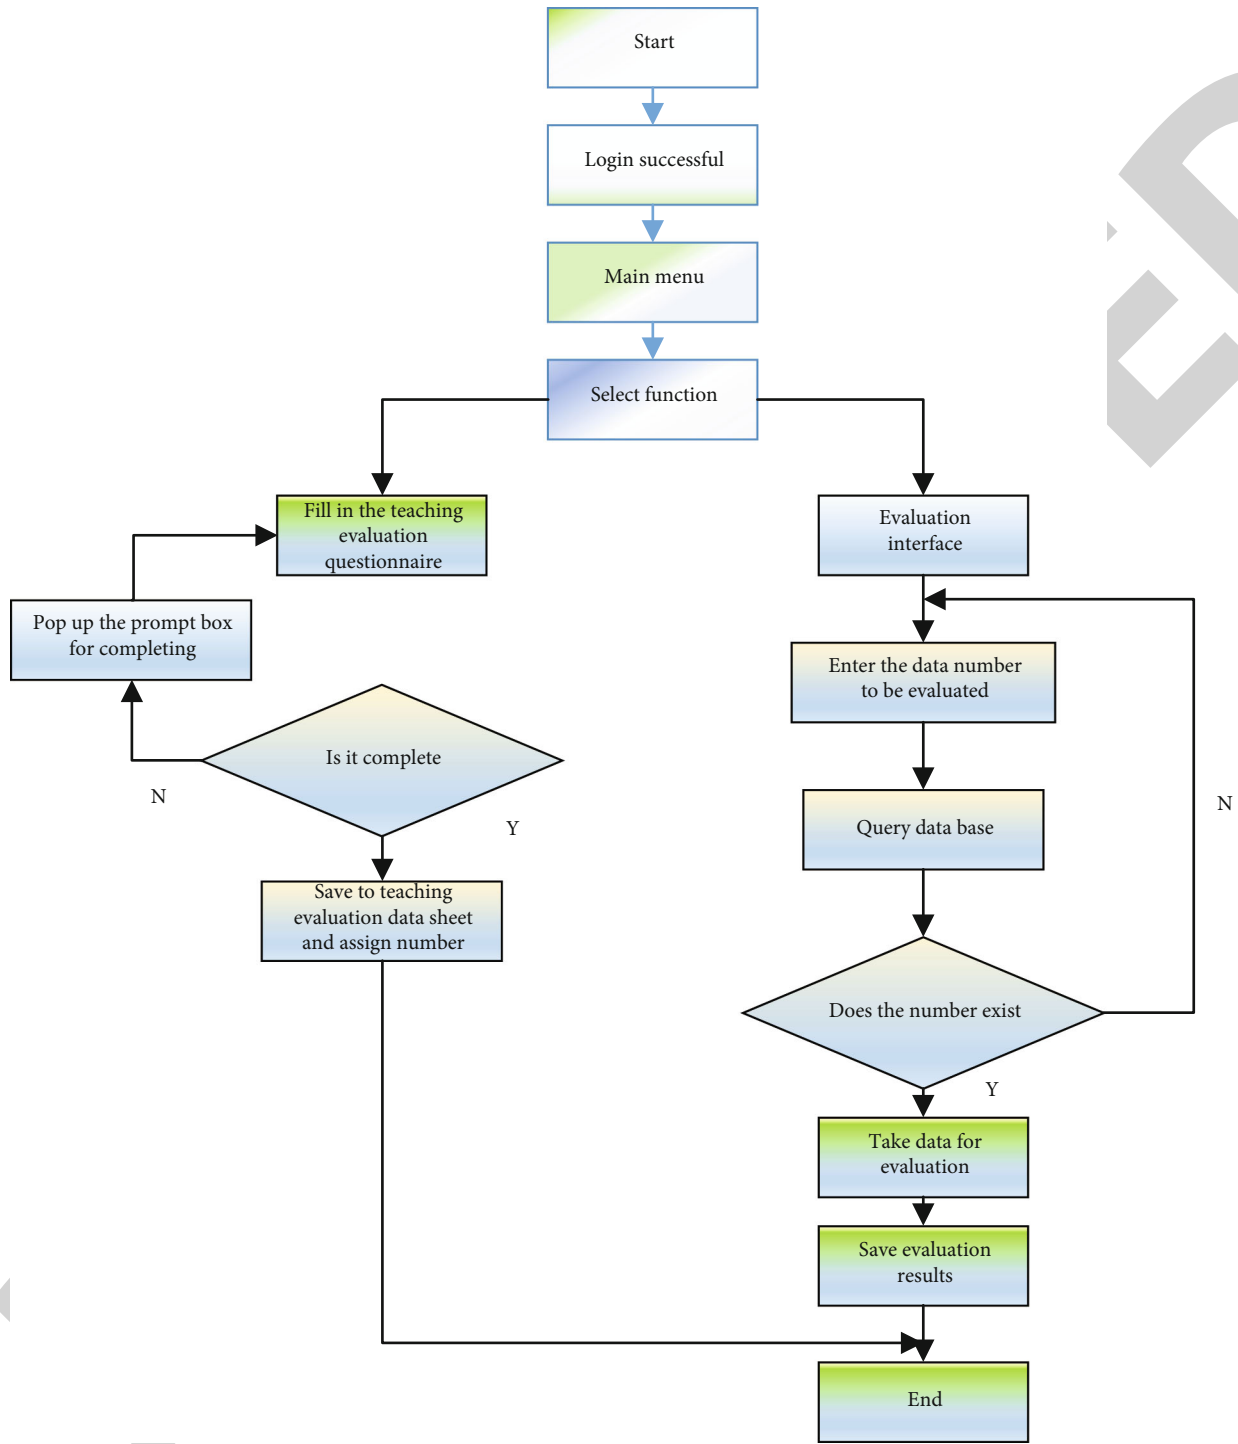 Start
Login successful
Main menu
Select function
Fill in the teaching
evaluation
questionnaire
Pop up the prompt box
for completing
Is it complete
N
Y
Save to teaching
evaluation data sheet
and assign number
Evaluation
interface
Enter the data number
to be evaluated
Query data base
N
Does the number exist
Y
Take data for
evaluation
Save evaluation
results
End